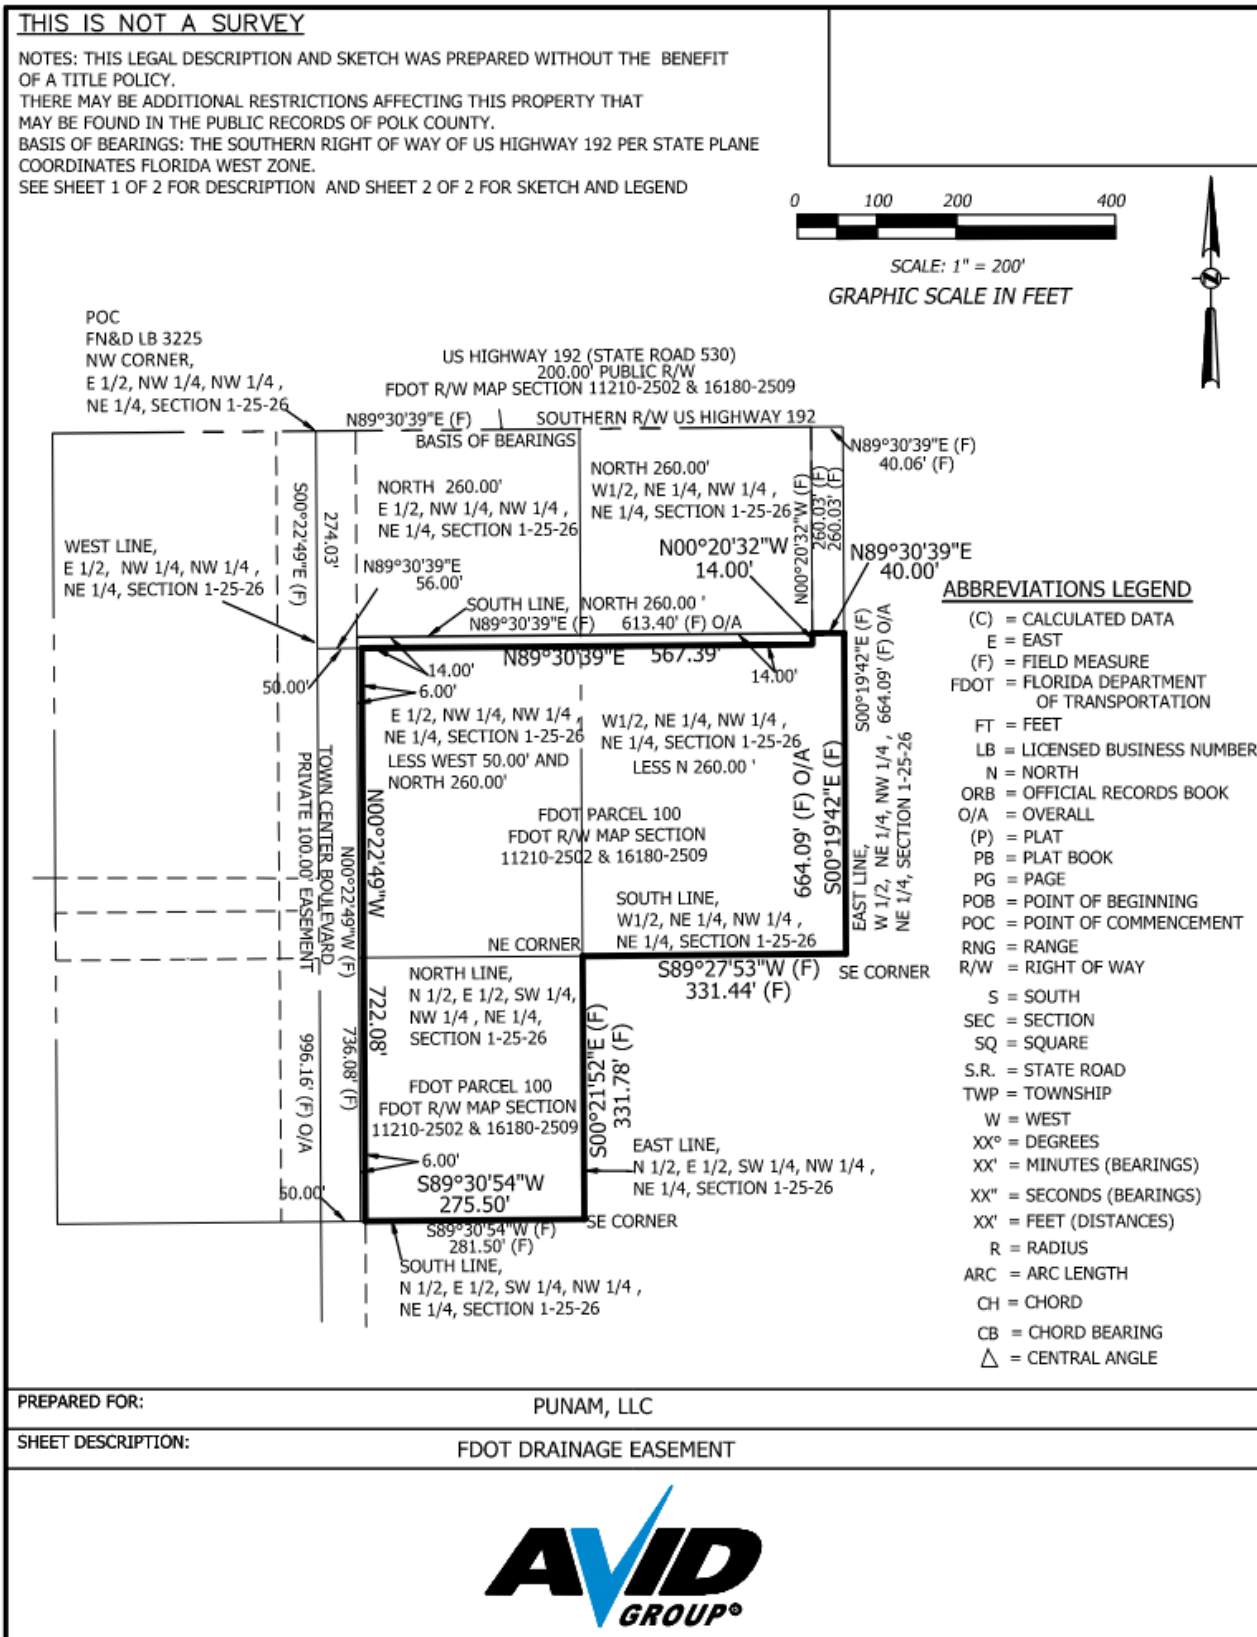 THIS IS NOT A SURVEY
NOTES: THIS LEGAL DESCRIPTION AND SKETCH WAS PREPARED WITHOUT THE BENEFIT
OF A TITLE POLICY.
THERE MAY BE ADDITIONAL RESTRICTIONS AFFECTING THIS PROPERTY THAT
MAY BE FOUND IN THE PUBLIC RECORDS OF POLK COUNTY.
BASIS OF BEARINGS: THE SOUTHERN RIGHT OF WAY OF US HIGHWAY 192 PER STATE PLANE
COORDINATES FLORIDA WEST ZONE.
SEE SHEET 1 OF 2 FOR DESCRIPTION AND SHEET 2 OF 2 FOR SKETCH AND LEGEND
0 100 200 400
SCALE: 1" = 200'
GRAPHIC SCALE IN FEET
N
POC
FN&D LB 3225
NW CORNER,
E 1/2, NW 1/4, NW 1/4 ,
NE 1/4, SECTION 1-25-26
US HIGHWAY 192 (STATE ROAD 530)
200.00' PUBLIC R/W
FDOT R/W MAP SECTION 11210-2502 & 16180-2509
N89°30'39"E (F)
SOUTHERN R/W US HIGHWAY 192
BASIS OF BEARINGS
N89°30'39"E (F)
40.06' (F)
NORTH 260.00'
E 1/2, NW 1/4, NW 1/4 ,
NE 1/4, SECTION 1-25-26
NORTH 260.00'
W1/2, NE 1/4, NW 1/4 ,
NE 1/4, SECTION 1-25-26
S00°22'49"E (F)
274.03'
N00°20'32"W (F)
260.03' (F)
260.03' (F)
WEST LINE,
E 1/2, NW 1/4, NW 1/4 ,
NE 1/4, SECTION 1-25-26
N89°30'39"E
56.00'
N00°20'32"W
14.00'
N89°30'39"E
40.00'
SOUTH LINE, NORTH 260.00 '
N89°30'39"E (F) 613.40' (F) O/A
N89°30'39"E 567.39'
14.00'
14.00'
50.00'
6.00'
E 1/2, NW 1/4, NW 1/4 ,
NE 1/4, SECTION 1-25-26
LESS WEST 50.00' AND
NORTH 260.00'
W1/2, NE 1/4, NW 1/4 ,
NE 1/4, SECTION 1-25-26
LESS N 260.00 '
S00°19'42"E (F)
664.09' (F) O/A
664.09' (F) O/A
S00°19'42"E (F)
EAST LINE,
W 1/2, NE 1/4, NW 1/4 ,
NE 1/4, SECTION 1-25-26
TOWN CENTER BOULEVARD
PRIVATE 100.00' EASEMENT
N00°22'49"W
722.08'
N00°22'49"W (F)
736.08' (F)
996.16' (F) O/A
FDOT PARCEL 100
FDOT R/W MAP SECTION
11210-2502 & 16180-2509
SOUTH LINE,
W1/2, NE 1/4, NW 1/4 ,
NE 1/4, SECTION 1-25-26
NE CORNER
S89°27'53"W (F)
331.44' (F)
SE CORNER
NORTH LINE,
N 1/2, E 1/2, SW 1/4,
NW 1/4 , NE 1/4,
SECTION 1-25-26
S00°21'52"E (F)
331.78' (F)
FDOT PARCEL 100
FDOT R/W MAP SECTION
11210-2502 & 16180-2509
6.00'
S89°30'54"W
275.50'
50.00'
EAST LINE,
N 1/2, E 1/2, SW 1/4, NW 1/4 ,
NE 1/4, SECTION 1-25-26
SE CORNER
S89°30'54"W (F)
281.50' (F)
SOUTH LINE,
N 1/2, E 1/2, SW 1/4, NW 1/4 ,
NE 1/4, SECTION 1-25-26
ABBREVIATIONS LEGEND
(C) = CALCULATED DATA
E = EAST
(F) = FIELD MEASURE
FDOT = FLORIDA DEPARTMENT
OF TRANSPORTATION
FT = FEET
LB = LICENSED BUSINESS NUMBER
N = NORTH
ORB = OFFICIAL RECORDS BOOK
O/A = OVERALL
(P) = PLAT
PB = PLAT BOOK
PG = PAGE
POB = POINT OF BEGINNING
POC = POINT OF COMMENCEMENT
RNG = RANGE
R/W = RIGHT OF WAY
S = SOUTH
SEC = SECTION
SQ = SQUARE
S.R. = STATE ROAD
TWP = TOWNSHIP
W = WEST
XX° = DEGREES
XX' = MINUTES (BEARINGS)
XX" = SECONDS (BEARINGS)
XX' = FEET (DISTANCES)
R = RADIUS
ARC = ARC LENGTH
CH = CHORD
CB = CHORD BEARING
△ = CENTRAL ANGLE
PREPARED FOR: PUNAM, LLC
SHEET DESCRIPTION: FDOT DRAINAGE EASEMENT
AVID
GROUP®